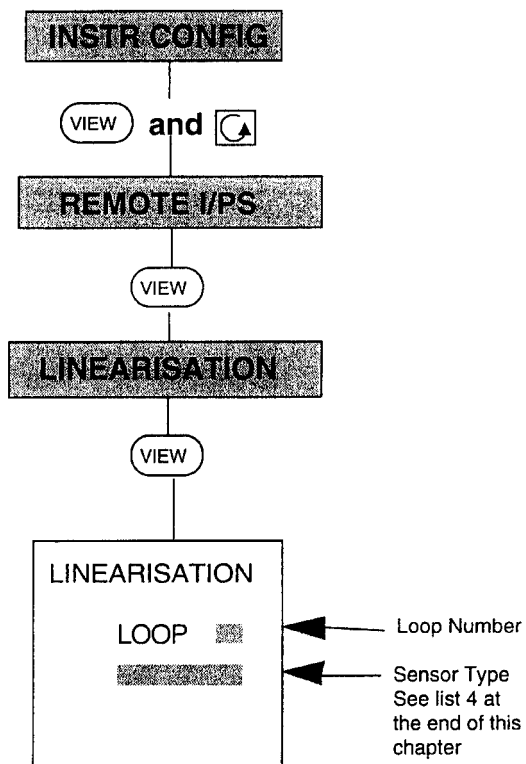 INSTR CONFIG
VIEW and
REMOTE I/PS
VIEW
LINEARISATION
VIEW
LINEARISATION
LOOP
Loop Number
Sensor Type
See list 4 at
the end of this
chapter